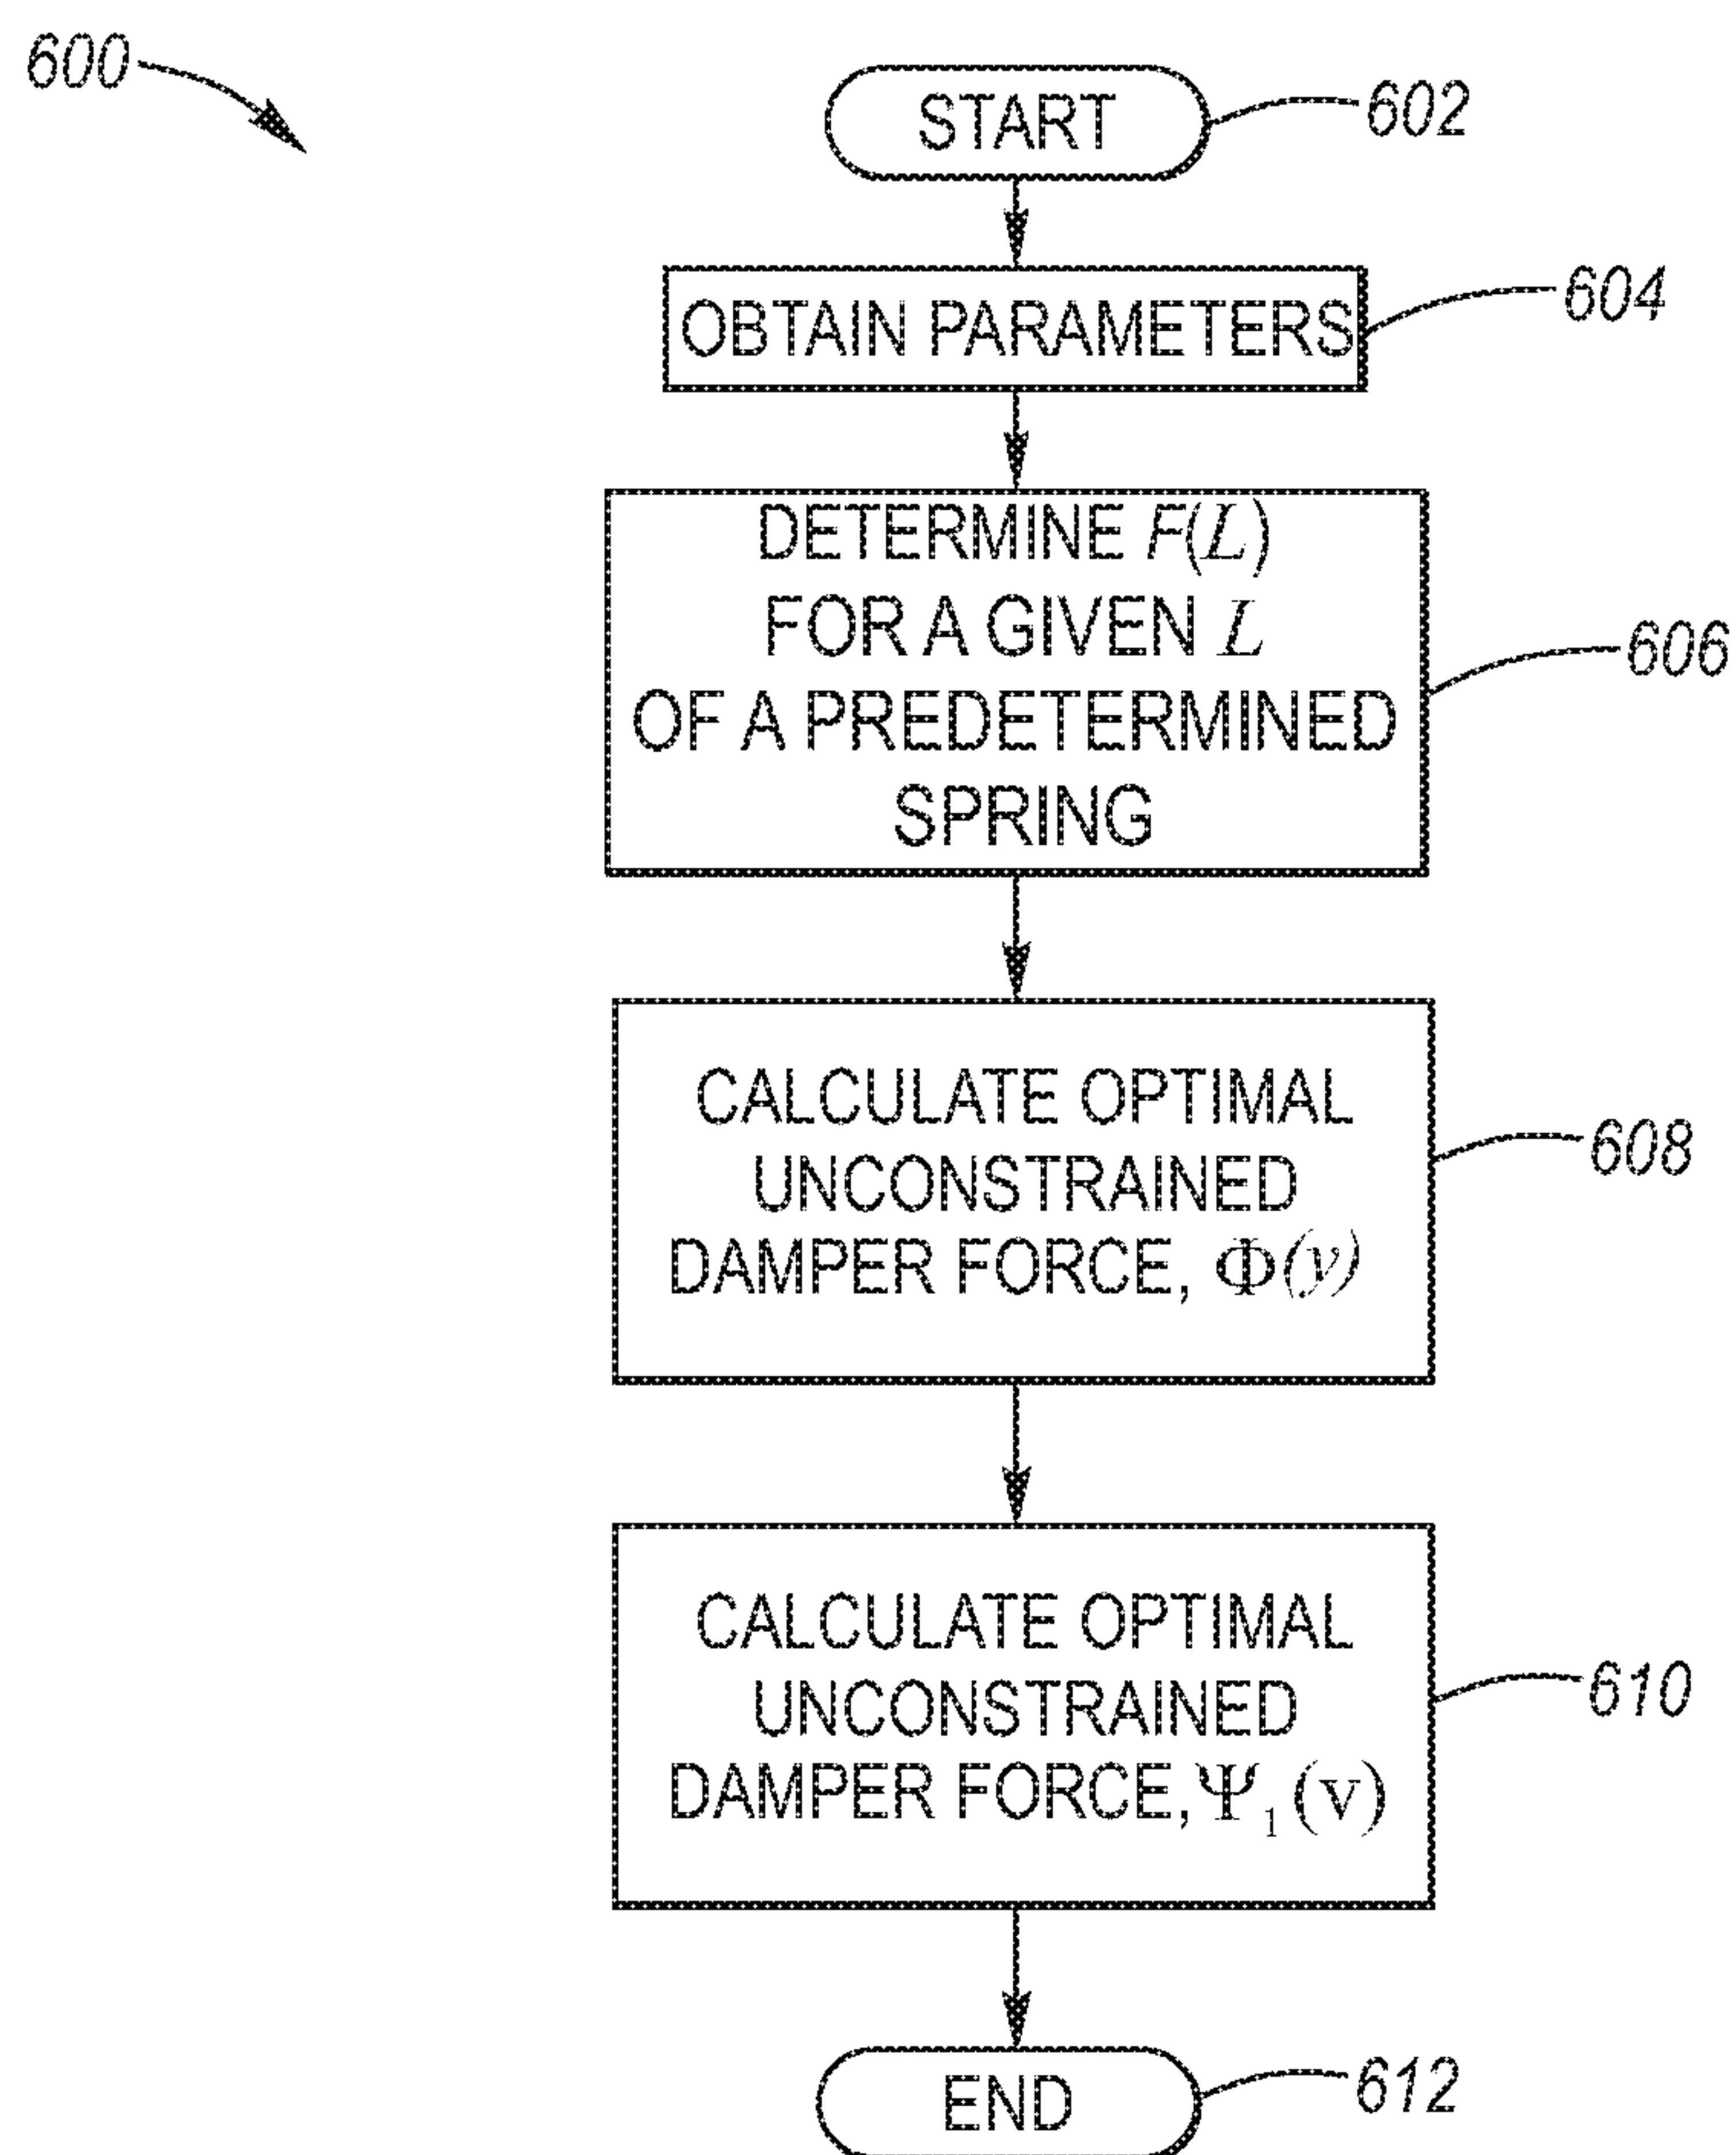 600
START
602
OBTAIN PARAMETERS
604
DETERMINE F(L)
FOR A GIVEN L
OF A PREDETERMINED
SPRING
606
CALCULATE OPTIMAL
UNCONSTRAINED
DAMPER FORCE, Φ(y)
608
CALCULATE OPTIMAL
UNCONSTRAINED
DAMPER FORCE, Ψ₁(v)
610
END
612